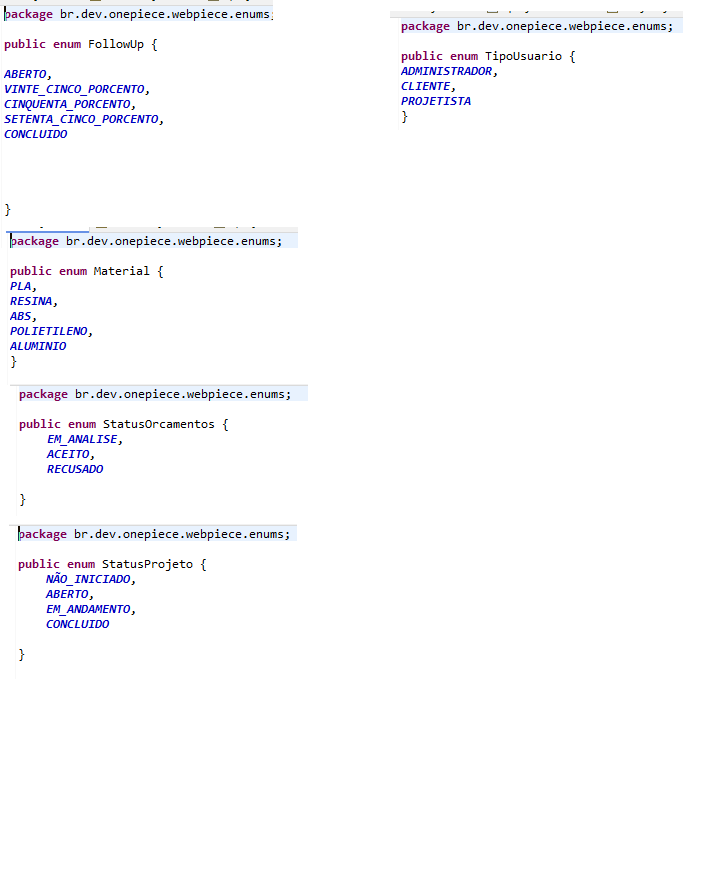 package br.dev.onepiece.webpiece.enums;
public enum FollowUp {
ABERTO,
VINTE_CINCO_PORCENTO,
CINQUENTA_PORCENTO,
SETENTA_CINCO_PORCENTO,
CONCLUIDO
}
package br.dev.onepiece.webpiece.enums;
public enum TipoUsuario {
ADMINISTRADOR,
CLIENTE,
PROJETISTA
}
package br.dev.onepiece.webpiece.enums;
public enum Material {
PLA,
RESINA,
ABS,
POLIETILENO,
ALUMINIO
}
package br.dev.onepiece.webpiece.enums;
public enum StatusOrcamentos {
EM_ANALISE,
ACEITO,
RECUSADO
}
package br.dev.onepiece.webpiece.enums;
public enum StatusProjeto {
NÃO_INICIADO,
ABERTO,
EM_ANDAMENTO,
CONCLUIDO
}